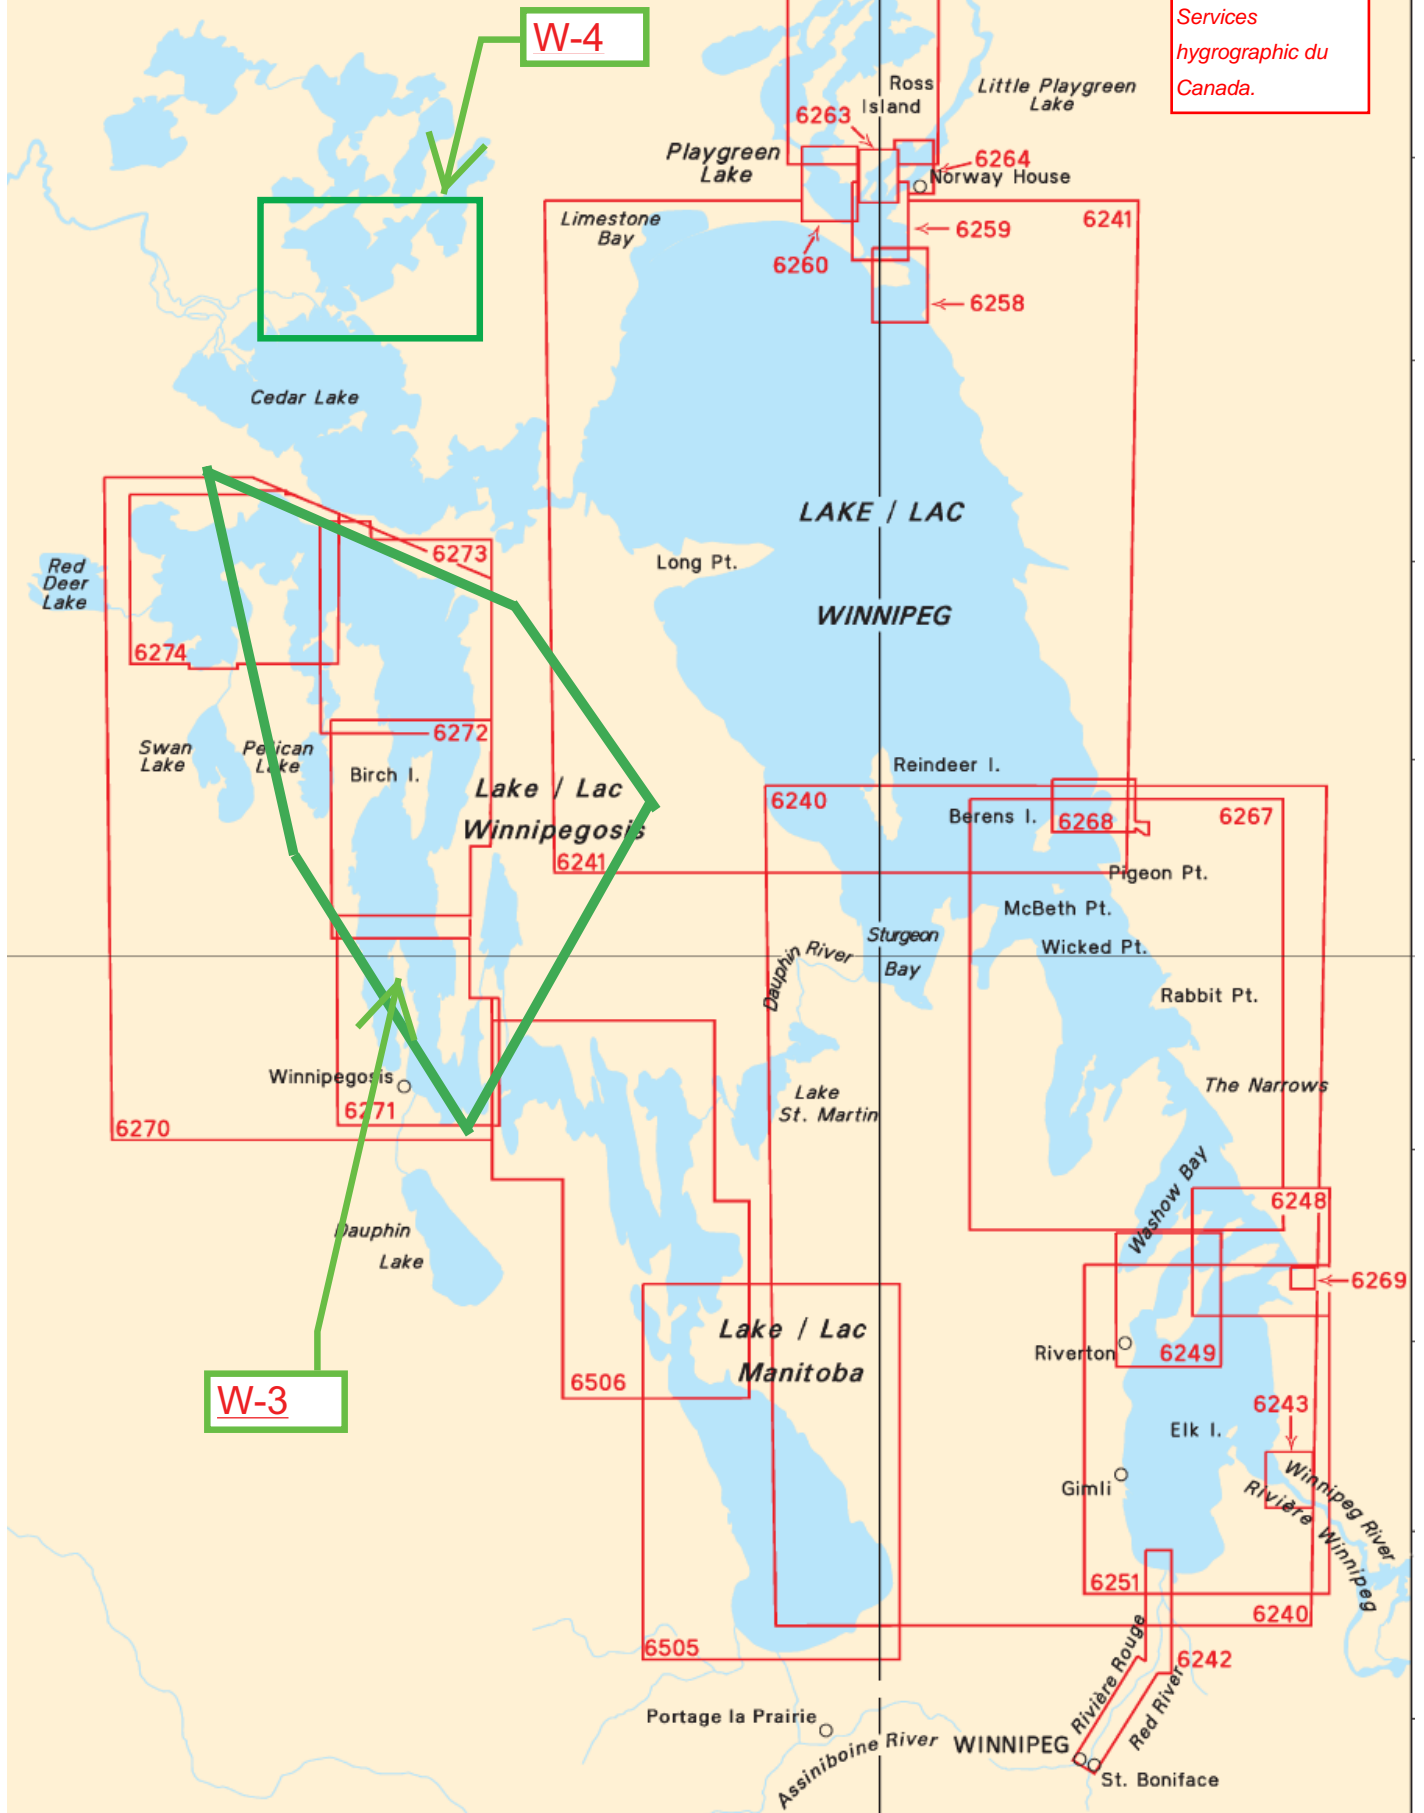 Services
hygrographic du
Canada.
W-4
Ross
Island
Little Playgreen
Lake
6263
Playgreen
Lake
6264
Norway House
Limestone
Bay
6241
6259
6260
6258
Cedar Lake
LAKE / LAC
6273
Long Pt.
Red
Deer
Lake
WINNIPEG
6274
6272
Swan
Lake
Pelican
Lake
Birch I.
Reindeer I.
Lake / Lac
Winnipegosis
6240
Berens I.
6268
6267
6241
Pigeon Pt.
McBeth Pt.
Sturgeon
Bay
Wicked Pt.
Dauphin River
Rabbit Pt.
Winnipegosis
6271
6270
Lake
St. Martin
The Narrows
Washow Bay
6248
Dauphin
Lake
6269
Lake / Lac
Manitoba
Riverton
6249
6506
W-3
6243
Elk I.
Gimli
Winnipeg River
Rivière Winnipeg
6251
6240
6505
6242
Rivière Rouge
Red River
Portage la Prairie
Assiniboine River
WINNIPEG
St. Boniface